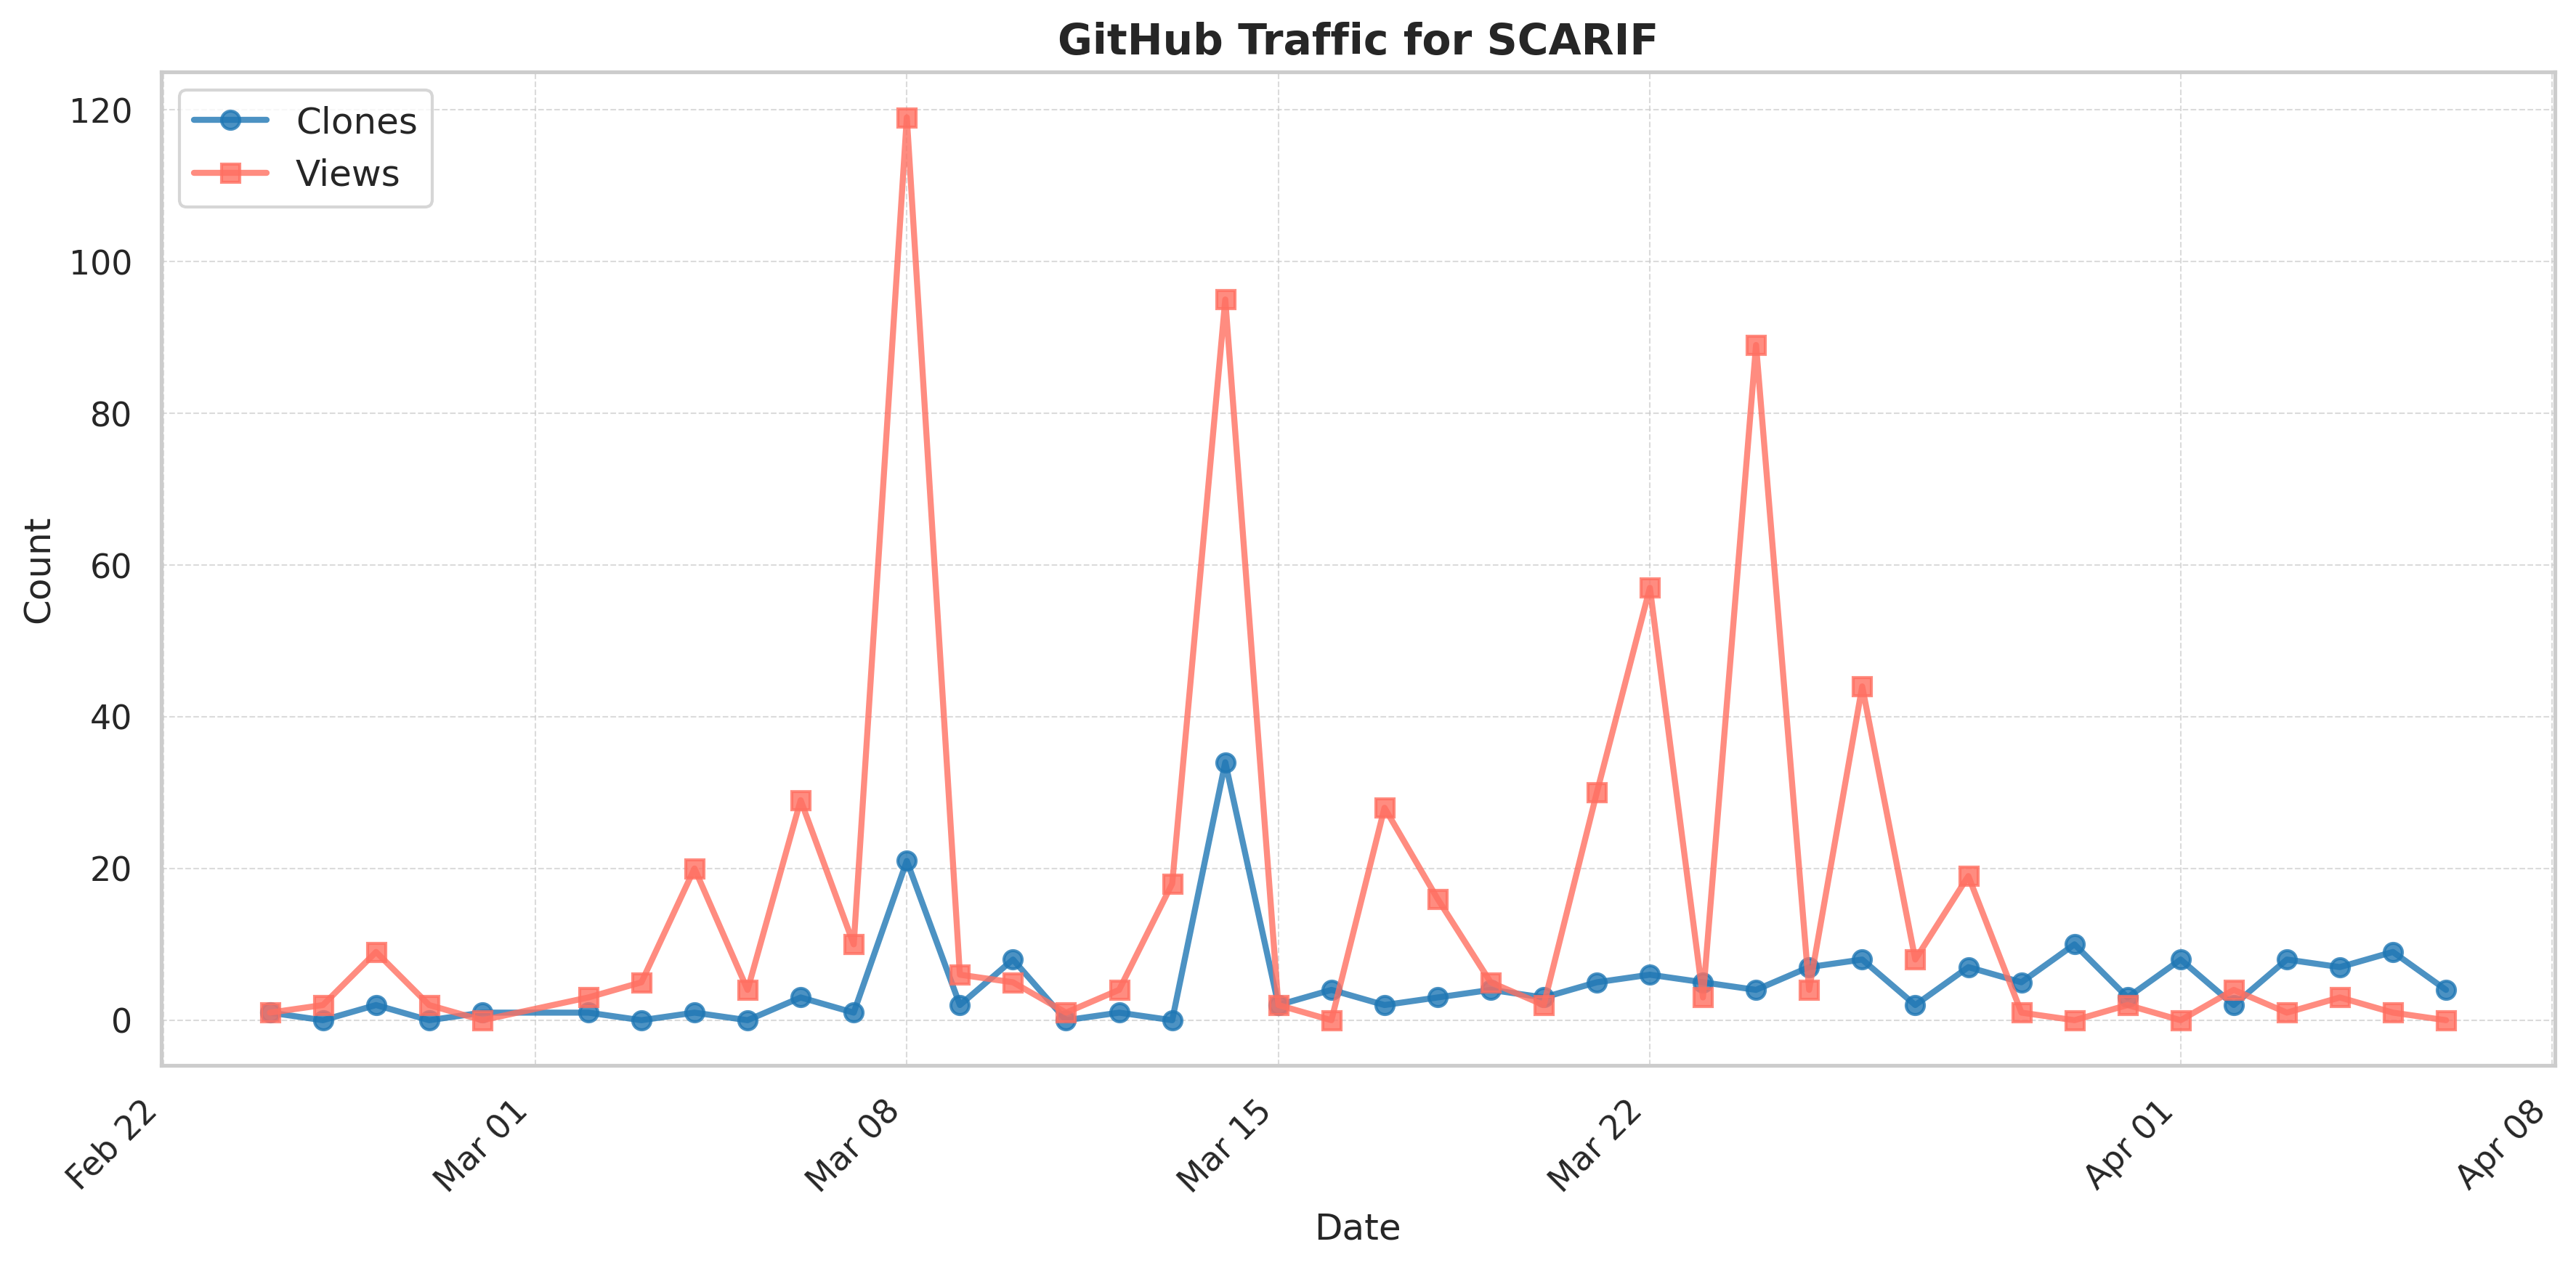 GitHub Traffic for SCARIF
Clones
Views
120
100
80
60
40
20
0
Count
Feb 22
Mar 01
Mar 08
Mar 15
Mar 22
Apr 01
Apr 08
Date